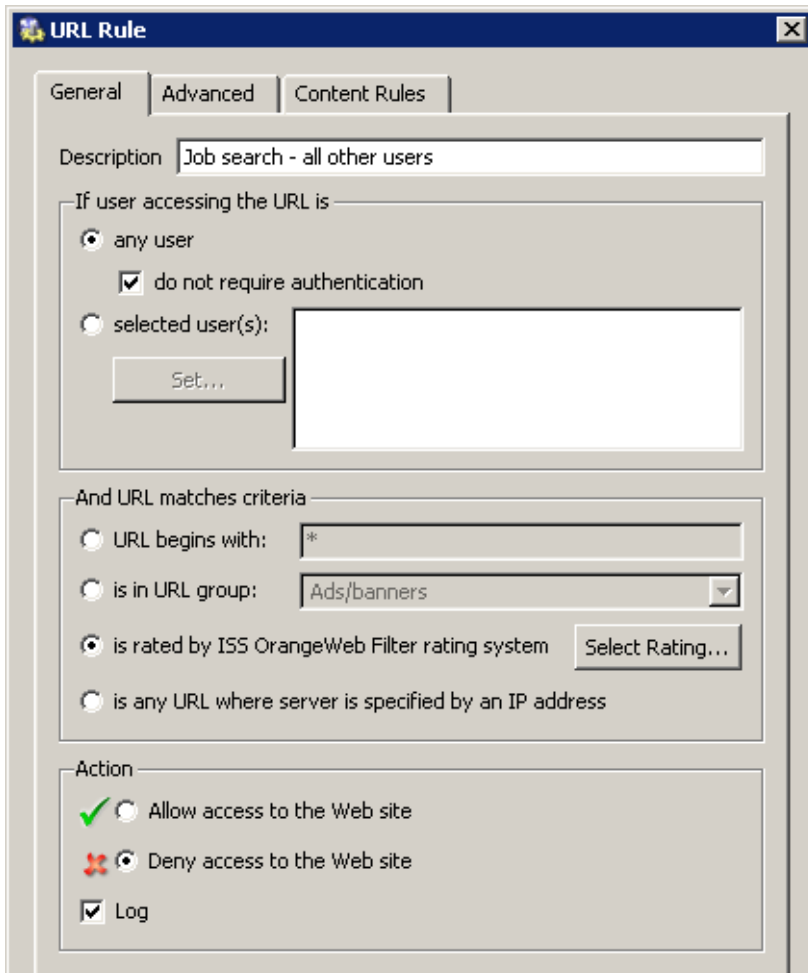 URL Rule
General
Advanced
Content Rules
Description Job search - all other users
If user accessing the URL is
any user
do not require authentication
selected user(s):
Set...
And URL matches criteria
URL begins with: *
is in URL group: Ads/banners
is rated by ISS OrangeWeb Filter rating system Select Rating...
is any URL where server is specified by an IP address
Action
Allow access to the Web site
Deny access to the Web site
Log